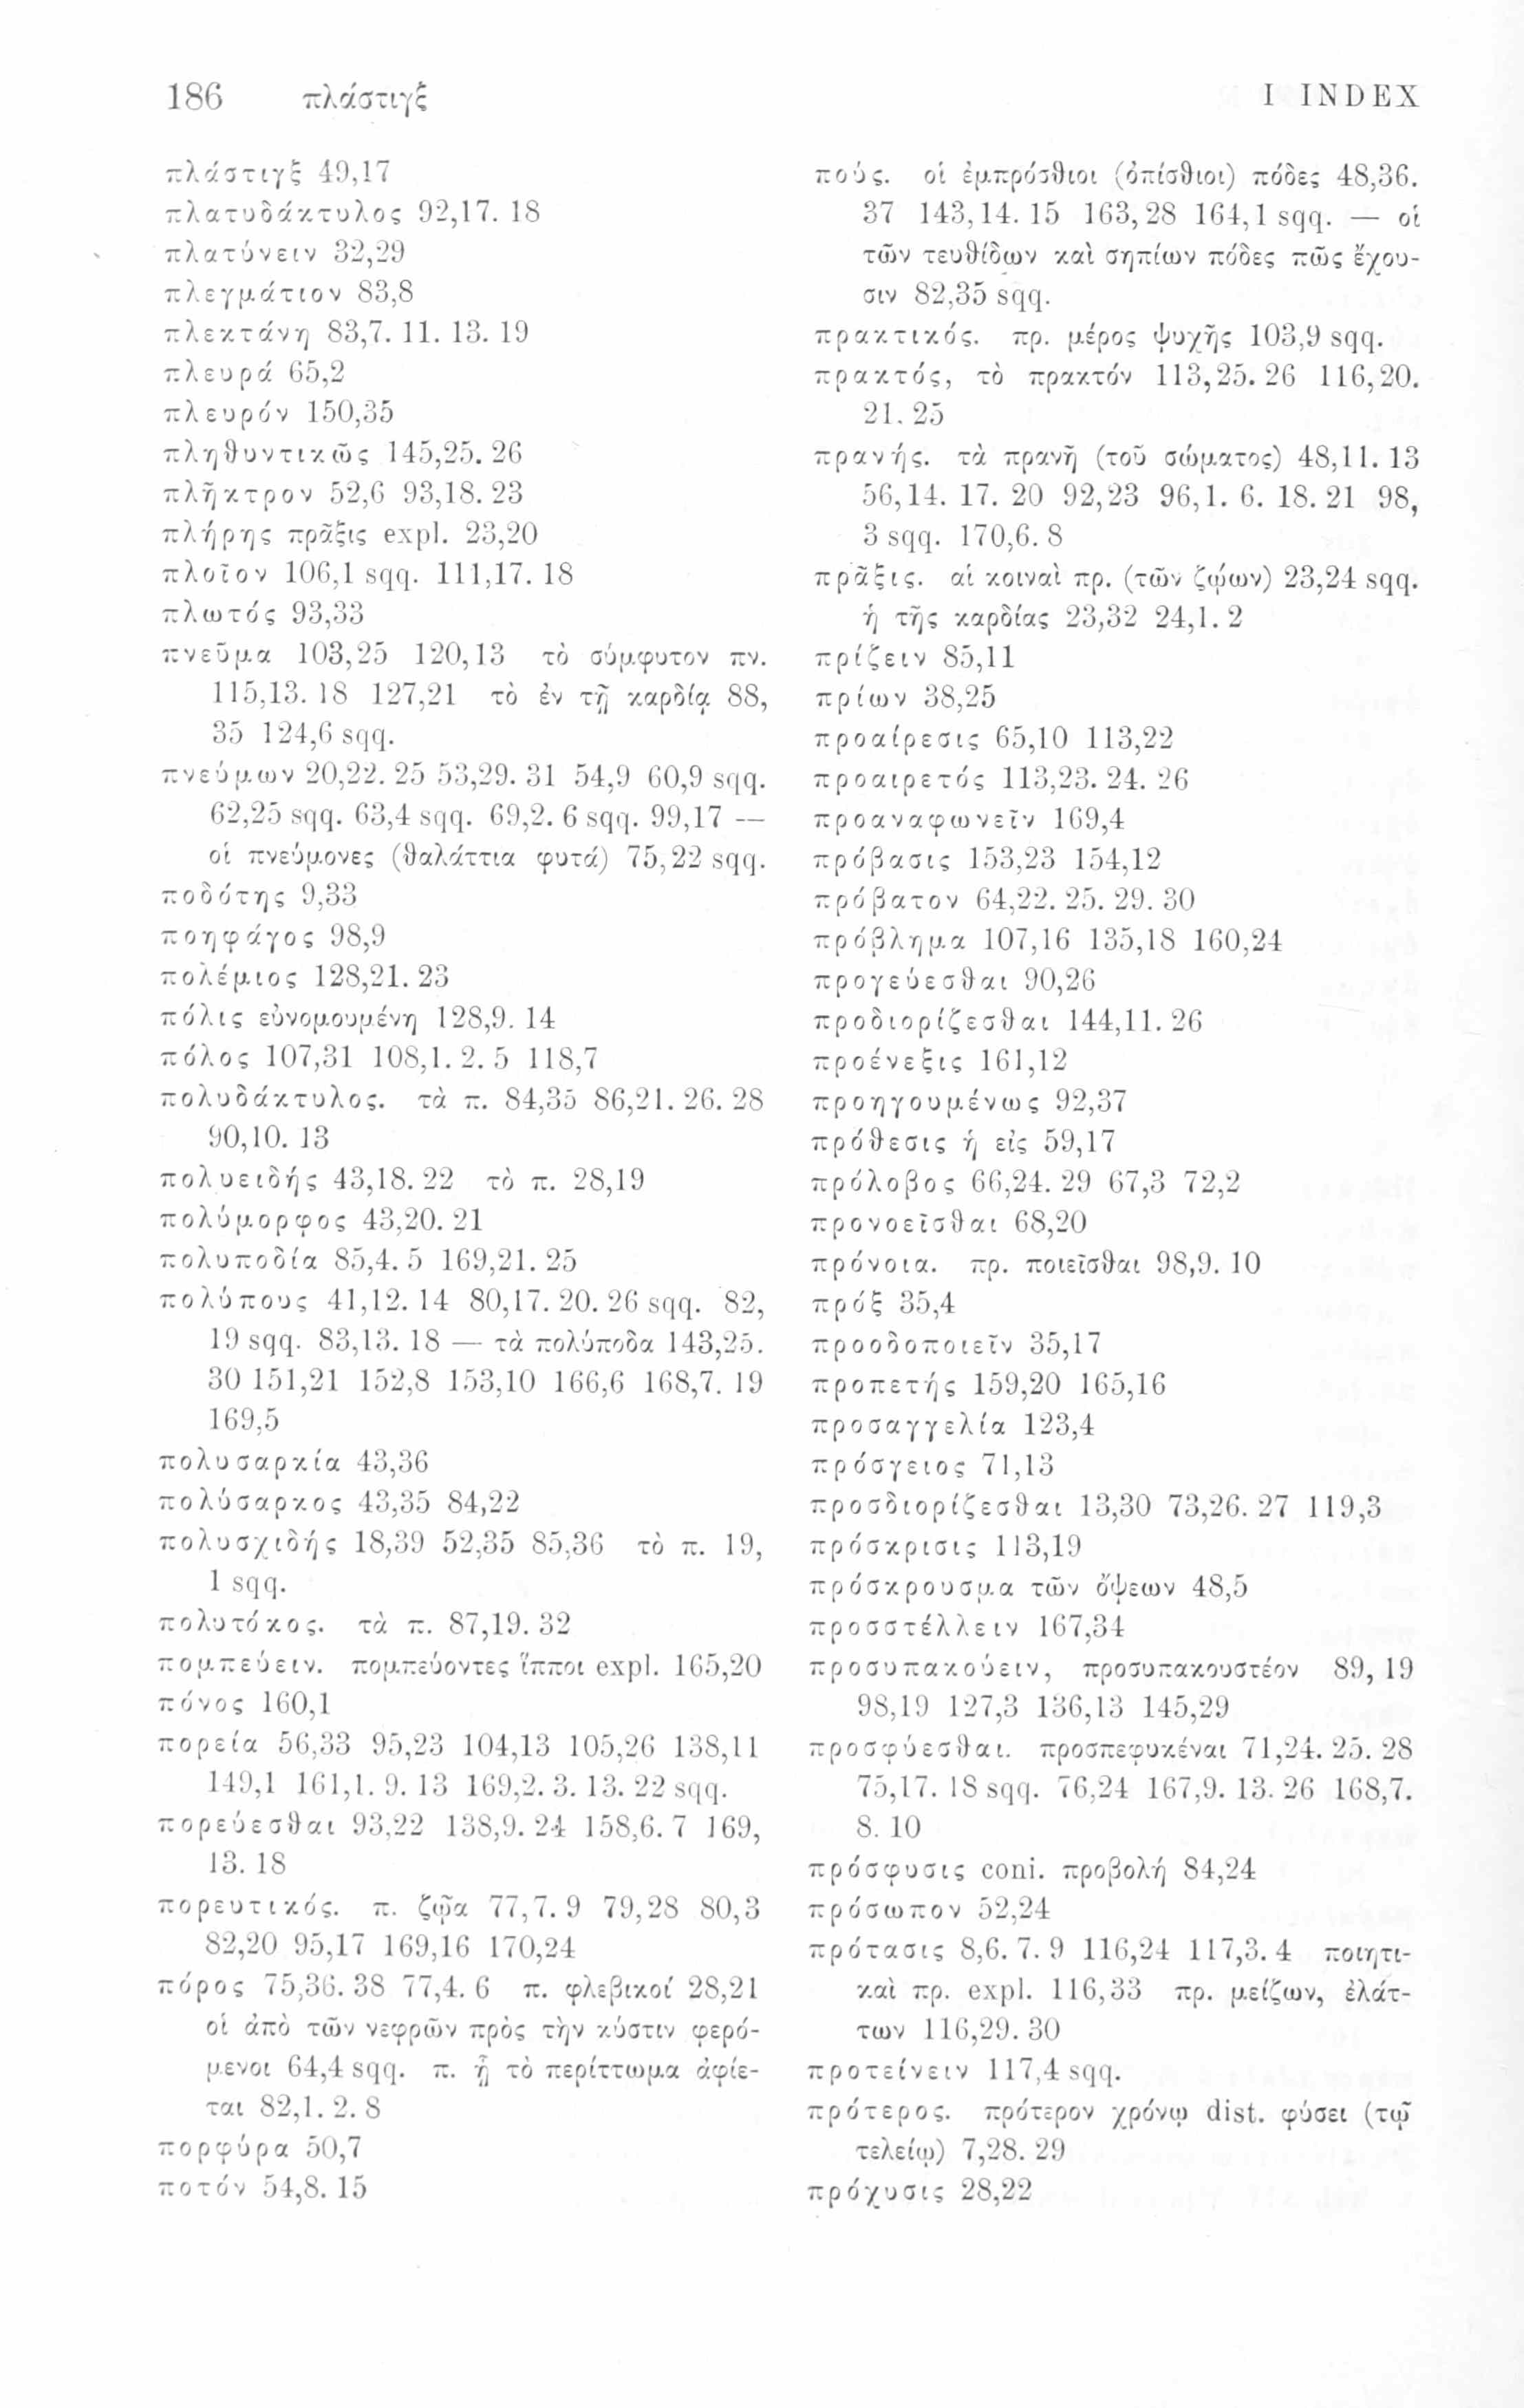 186 πλάστιγξ I INDEX
πλάστιγξ 49,17
πλατυδάκτυλος 92,17. 18
πλατύνειν 32,29
πλεγμάτιον 83,8
πλεκτάνη 83,7. 11. 13. 19
πλευρά 65,2
πλευρόν 150,35
πληθυντικῶς 145,25. 26
πλῆκτρον 52,6 93,18. 23
πλήρης πρᾶξις expl. 23,20
πλοῖον 106,1 sqq. 111,17. 18
πλωτός 93,33
πνεῦμα 103,25 120,13 τὸ σύμφυτον πν.
115,13. 18 127,21 τὸ ἐν τῇ καρδίᾳ 88,
35 124,6 sqq.
πνεύμων 20,22. 25 53,29. 31 54,9 60,9 sqq.
62,25 sqq. 63,4 sqq. 69,2. 6 sqq. 99,17 —
οἱ πνεύμονες (θαλάττια φυτά) 75,22 sqq.
ποδότης 9,33
ποηφάγος 98,9
πολέμιος 128,21. 23
πόλις εὐνομουμένη 128,9. 14
πόλος 107,31 108,1. 2. 5 118,7
πολυδάκτυλος. τὰ π. 84,35 86,21. 26. 28
90,10. 13
πολυειδής 43,18. 22 τὸ π. 28,19
πολύμορφος 43,20. 21
πολυποδία 85,4. 5 169,21. 25
πολύπους 41,12. 14 80,17. 20. 26 sqq. 82,
19 sqq. 83,13. 18 — τὰ πολύποδα 143,25.
30 151,21 152,8 153,10 166,6 168,7. 19
169,5
πολυσαρκία 43,36
πολύσαρκος 43,35 84,22
πολυσχιδής 18,39 52,35 85,36 τὸ π. 19,
1 sqq.
πολυτόκος. τὰ π. 87,19. 32
πομπεύειν. πομπεύοντες ἵπποι expl. 165,20
πόνος 160,1
πορεία 56,33 95,23 104,13 105,26 138,11
149,1 161,1. 9. 13 169,2. 3. 13. 22 sqq.
πορεύεσθαι 93,22 138,9. 24 158,6. 7 169,
13. 18
πορευτικός. π. ζῷα 77,7. 9 79,28 80,3
82,20 95,17 169,16 170,24
πόρος 75,36. 38 77,4. 6 π. φλεβικοί 28,21
οἱ ἀπὸ τῶν νεφρῶν πρὸς τὴν κύστιν φερό-
μενοι 64,4 sqq. π. ᾗ τὸ περίττωμα ἀφίε-
ται 82,1. 2. 8
πορφύρα 50,7
ποτόν 54,8. 15
πούς. οἱ ἐμπρόσθιοι (ὀπίσθιοι) πόδες 48,36.
37 143,14. 15 163,28 164,1 sqq. — οἱ
τῶν τευθίδων καὶ σηπίων πόδες πῶς ἔχου-
σιν 82,35 sqq.
πρακτικός. πρ. μέρος ψυχῆς 103,9 sqq.
πρακτός, τὸ πρακτόν 113,25. 26 116,20.
21. 25
πρανής. τὰ πρανῆ (τοῦ σώματος) 48,11. 13
56,14. 17. 20 92,23 96,1. 6. 18. 21 98,
3 sqq. 170,6. 8
πρᾶξις. αἱ κοιναὶ πρ. (τῶν ζῴων) 23,24 sqq.
ἡ τῆς καρδίας 23,32 24,1. 2
πρίζειν 85,11
πρίων 38,25
προαίρεσις 65,10 113,22
προαιρετός 113,23. 24. 26
προαναφωνεῖν 169,4
πρόβασις 153,23 154,12
πρόβατον 64,22. 25. 29. 30
πρόβλημα 107,16 135,18 160,24
προγεύεσθαι 90,26
προδιορίζεσθαι 144,11. 26
προένεξις 161,12
προηγουμένως 92,37
πρόθεσις ἡ εἰς 59,17
πρόλοβος 66,24. 29 67,3 72,2
προνοεῖσθαι 68,20
πρόνοια. πρ. ποιεῖσθαι 98,9. 10
πρόξ 35,4
προοδοποιεῖν 35,17
προπετής 159,20 165,16
προσαγγελία 123,4
πρόσγειος 71,13
προσδιορίζεσθαι 13,30 73,26. 27 119,3
πρόσκρισις 113,19
πρόσκρουσμα τῶν ὄψεων 48,5
προσστέλλειν 167,34
προσυπακούειν, προσυπακουστέον 89, 19
98,19 127,3 136,13 145,29
προσφύεσθαι. προσπεφυκέναι 71,24. 25. 28
75,17. 18 sqq. 76,24 167,9. 13. 26 168,7.
8. 10
πρόσφυσις coni. προβολή 84,24
πρόσωπον 52,24
πρότασις 8,6. 7. 9 116,24 117,3. 4 ποιητι-
καὶ πρ. expl. 116,33 πρ. μείζων, ἐλάτ-
των 116,29. 30
προτείνειν 117,4 sqq.
πρότερος. πρότερον χρόνῳ dist. φύσει (τῷ
τελείῳ) 7,28. 29
πρόχυσις 28,22